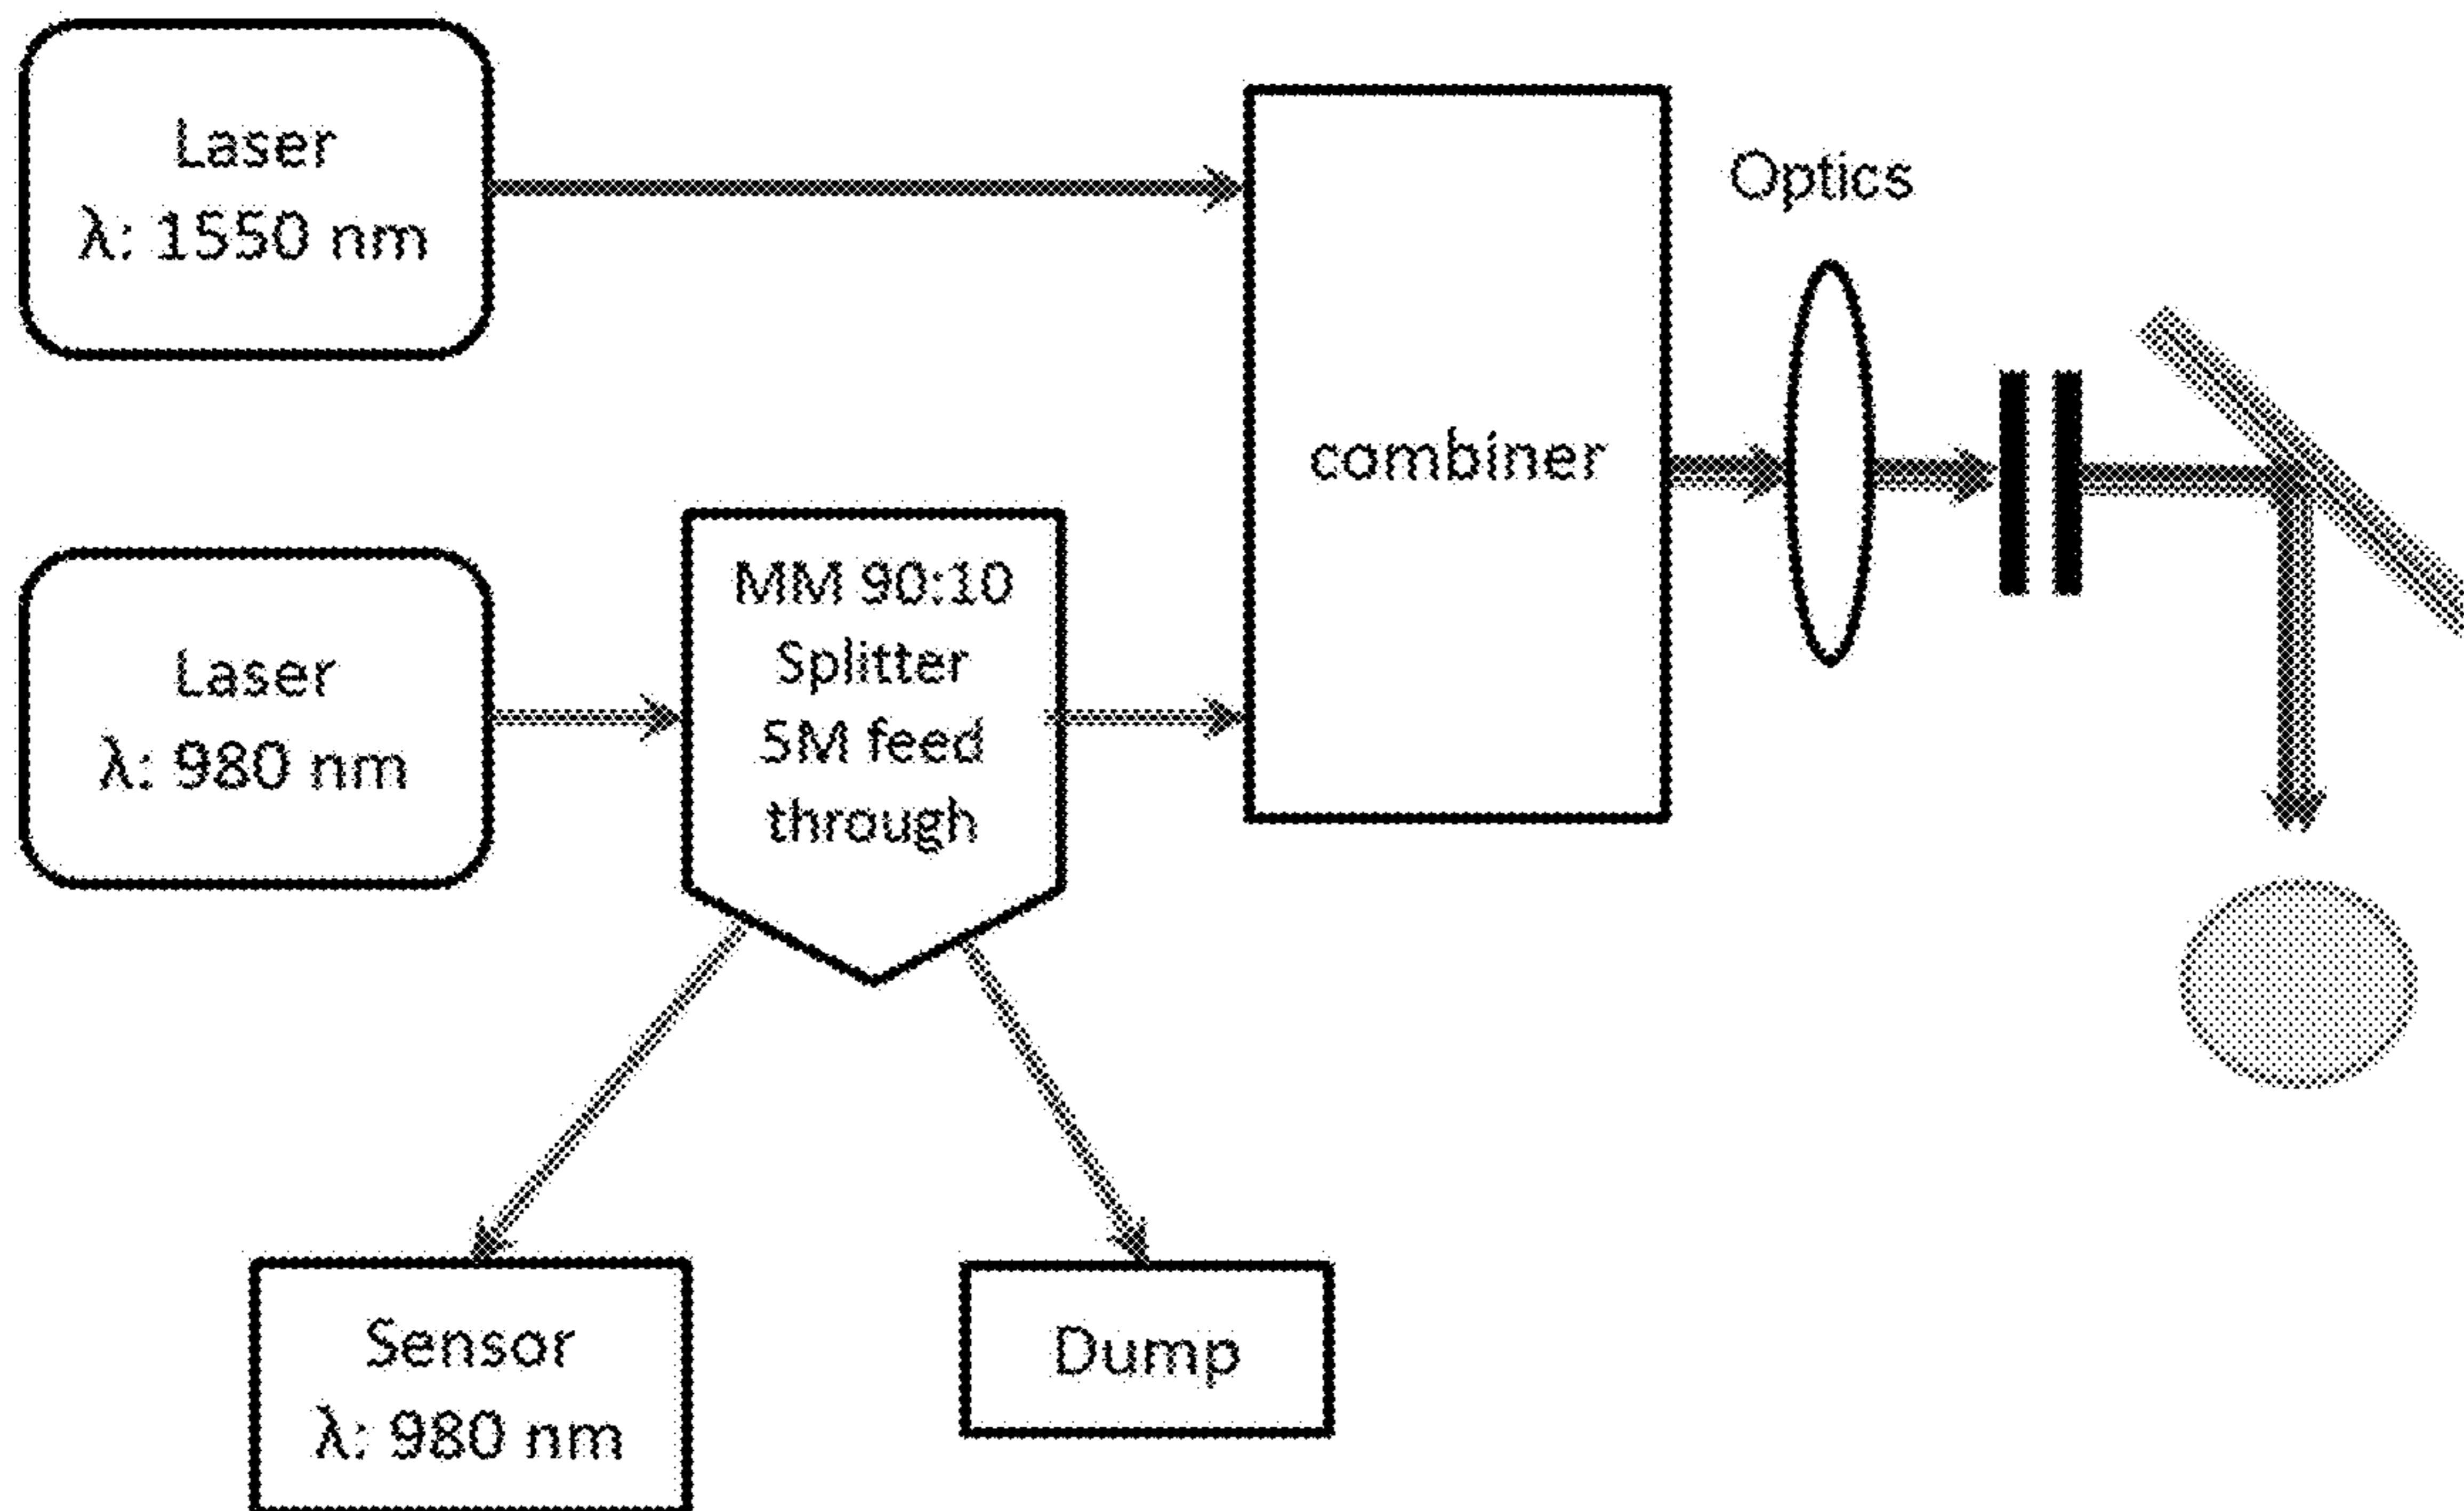 Laser
λ: 1550 nm
Optics
combiner
MM 90:10
Splitter
SM feed
through
Laser
λ: 980 nm
Sensor
λ: 980 nm
Dump